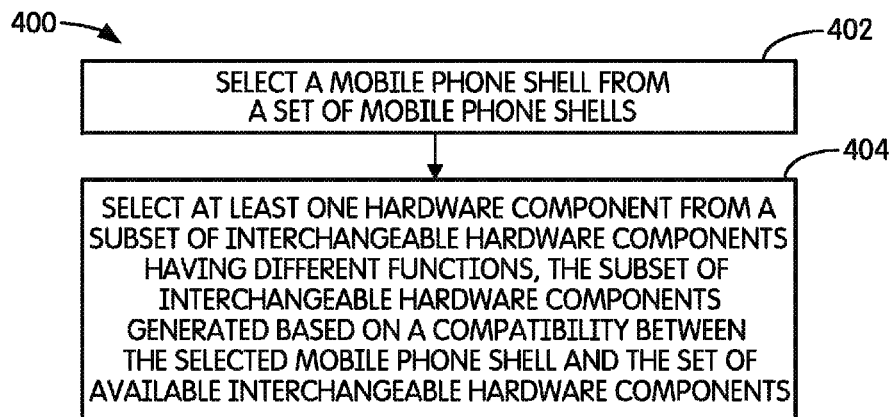 400
402
SELECT A MOBILE PHONE SHELL FROM
A SET OF MOBILE PHONE SHELLS
404
SELECT AT LEAST ONE HARDWARE COMPONENT FROM A
SUBSET OF INTERCHANGEABLE HARDWARE COMPONENTS
HAVING DIFFERENT FUNCTIONS, THE SUBSET OF
INTERCHANGEABLE HARDWARE COMPONENTS
GENERATED BASED ON A COMPATIBILITY BETWEEN
THE SELECTED MOBILE PHONE SHELL AND THE SET OF
AVAILABLE INTERCHANGEABLE HARDWARE COMPONENTS